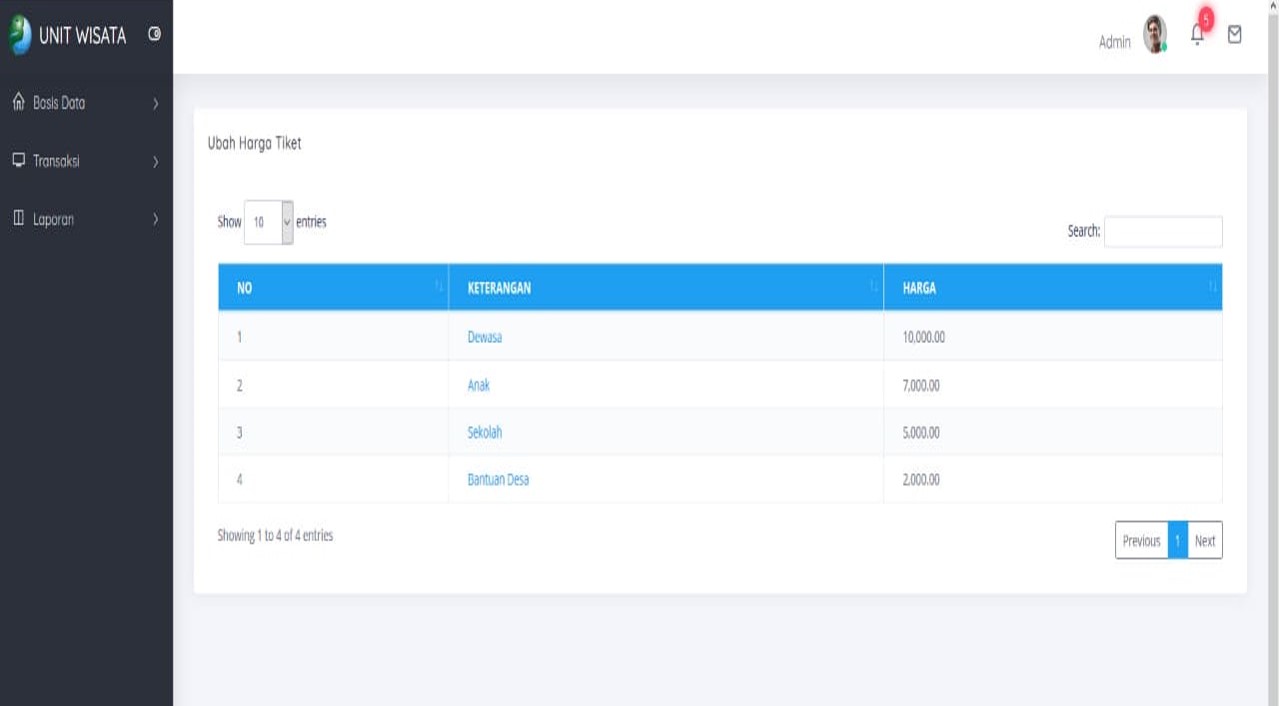 UNIT WISATA
Admin
5
Basis Data
Transaksi
Laporan
Ubah Harga Tiket
Show 10 entries
Search:
NO KETERANGAN HARGA
1 Dewasa 10,000.00
2 Anak 7,000.00
3 Sekolah 5,000.00
4 Bantuan Desa 2,000.00
Showing 1 to 4 of 4 entries
Previous 1 Next